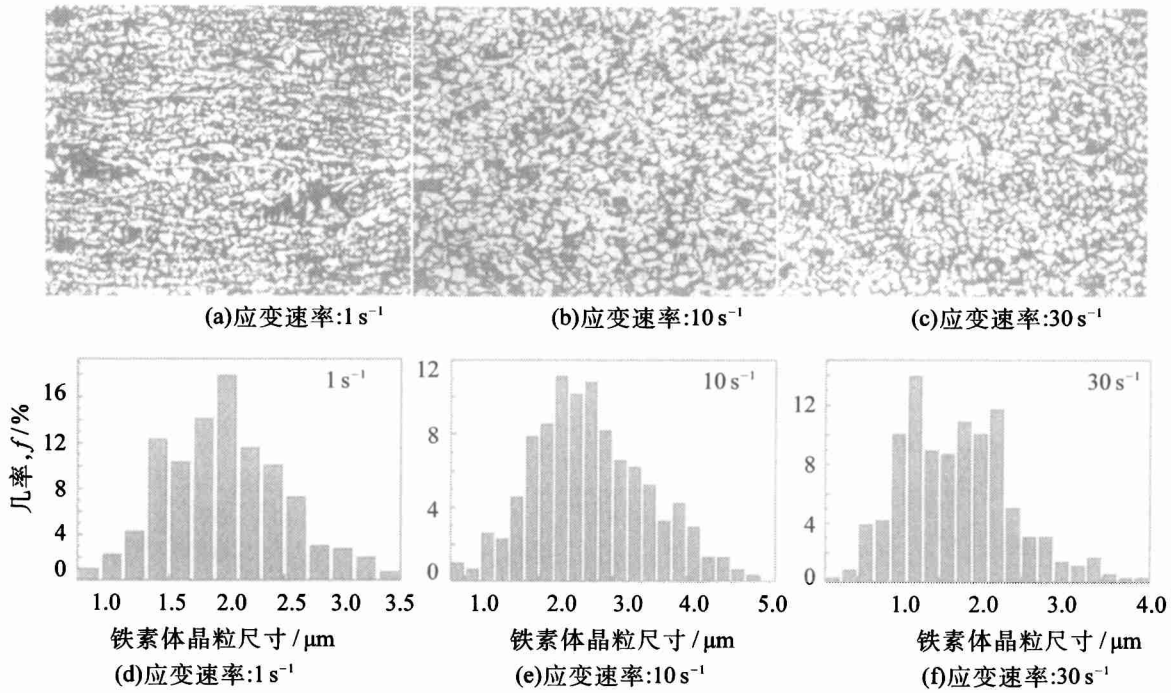 (a)应变速率:1 s⁻¹
(b)应变速率:10 s⁻¹
(c)应变速率:30 s⁻¹
几率,f/%
16
12
8
4
0
1 s⁻¹
1.0 1.5 2.0 2.5 3.0 3.5
铁素体晶粒尺寸/μm
(d)应变速率:1 s⁻¹
12
8
4
0
10 s⁻¹
1.0 2.0 3.0 4.0 5.0
铁素体晶粒尺寸/μm
(e)应变速率:10 s⁻¹
12
8
4
0
30 s⁻¹
1.0 2.0 3.0 4.0
铁素体晶粒尺寸/μm
(f)应变速率:30 s⁻¹